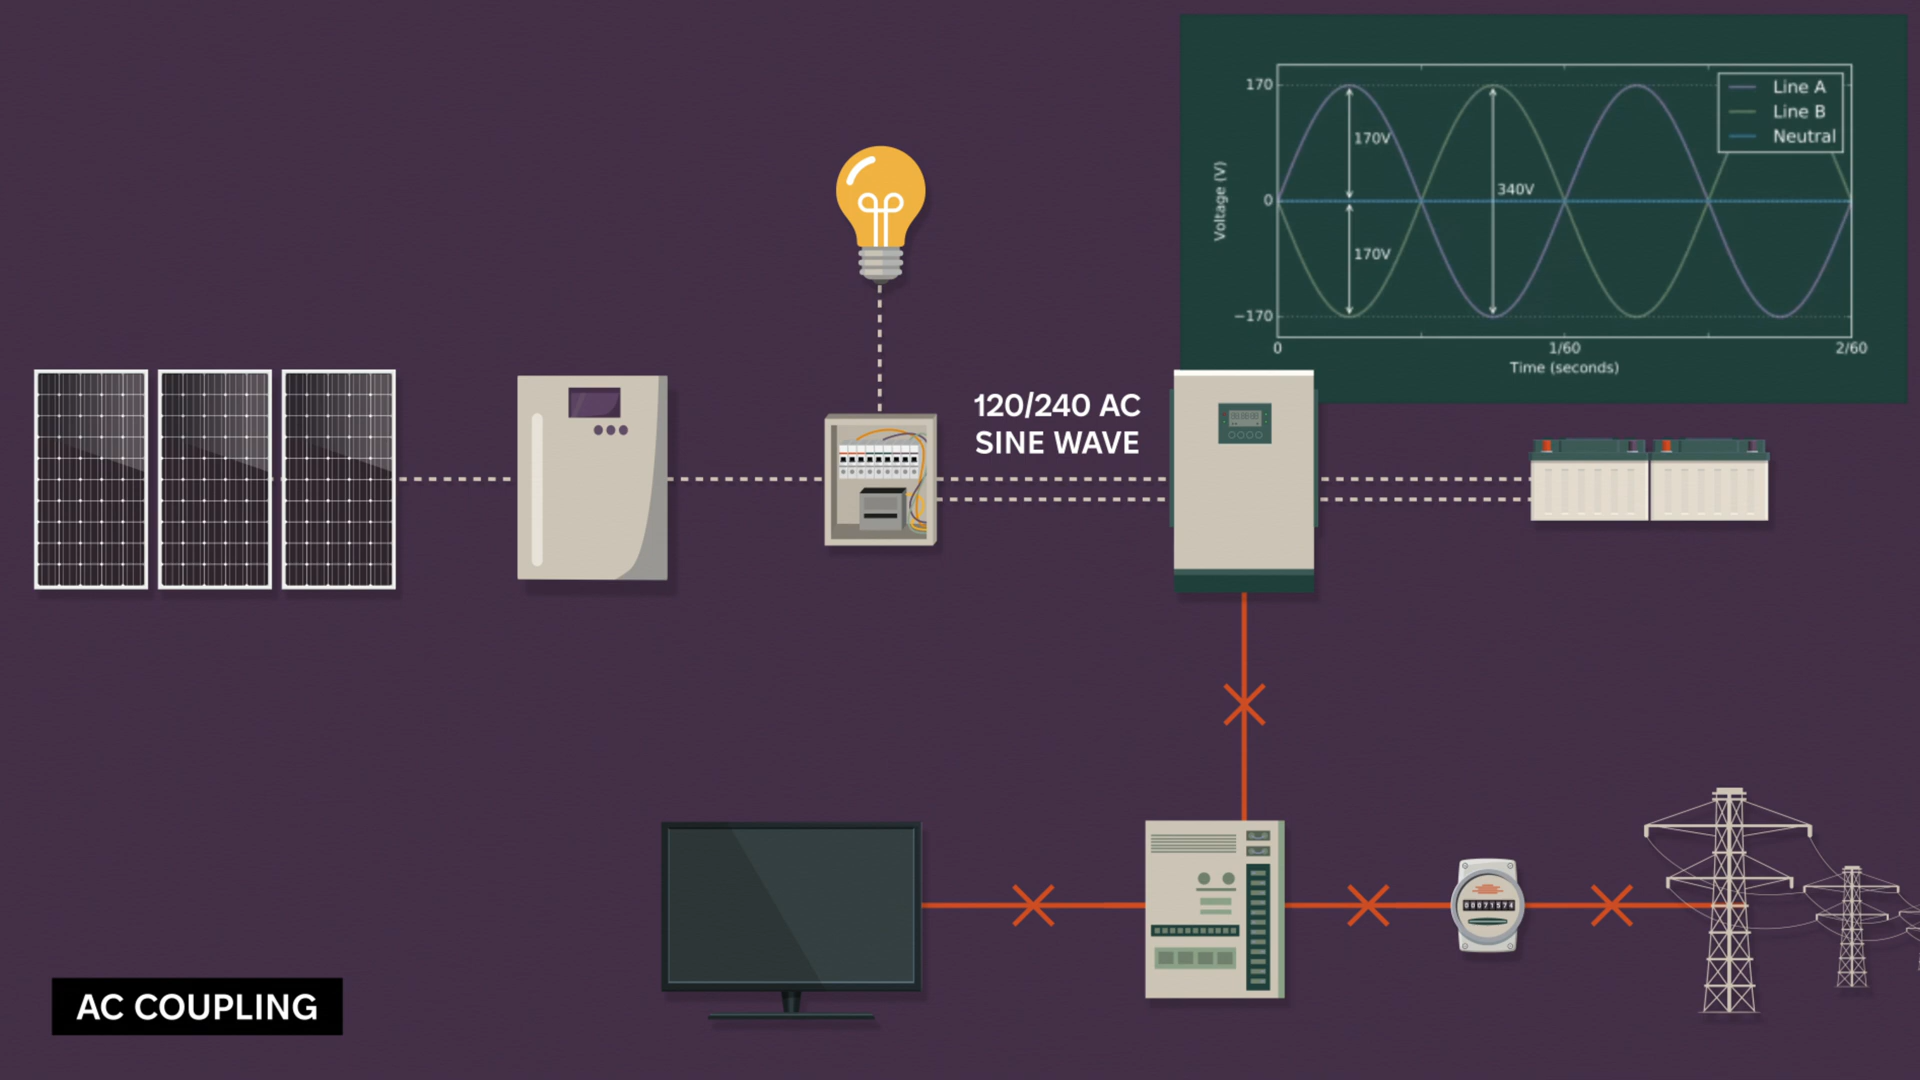 170
Line A
Line B
Neutral
170V
340V
0
170V
−170
0
1/60
2/60
Voltage (V)
Time (seconds)
120/240 AC
SINE WAVE
00071574
AC COUPLING